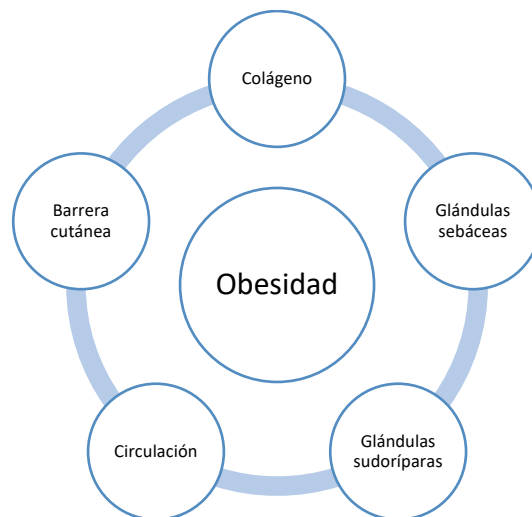 Colágeno
Glándulas
sebáceas
Glándulas
sudoríparas
Circulación
Barrera
cutánea
Obesidad